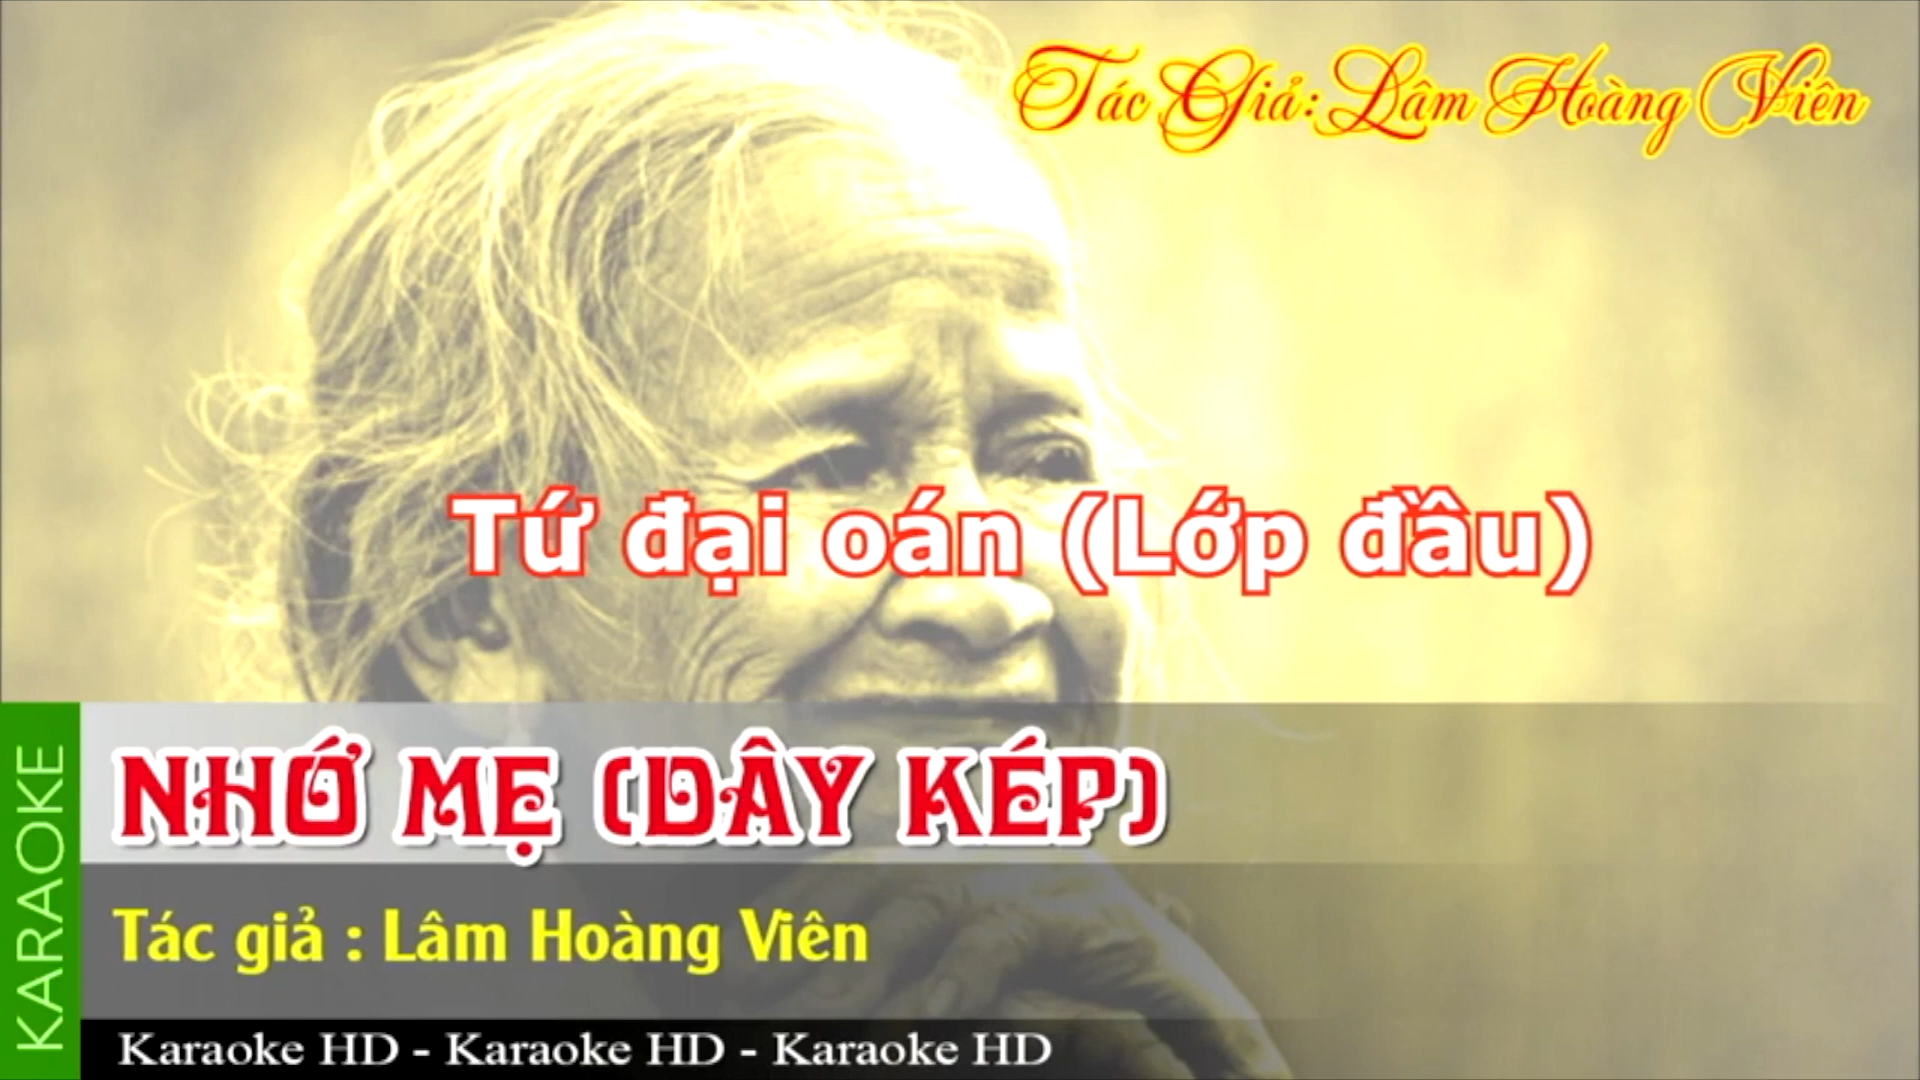 Tác Giả: Lâm Hoàng Viên
Tứ đại oán (Lớp đầu)
KARAOKE
NHỚ MẸ (DÂY KÉP)
Tác giả : Lâm Hoàng Viên
Karaoke HD - Karaoke HD - Karaoke HD